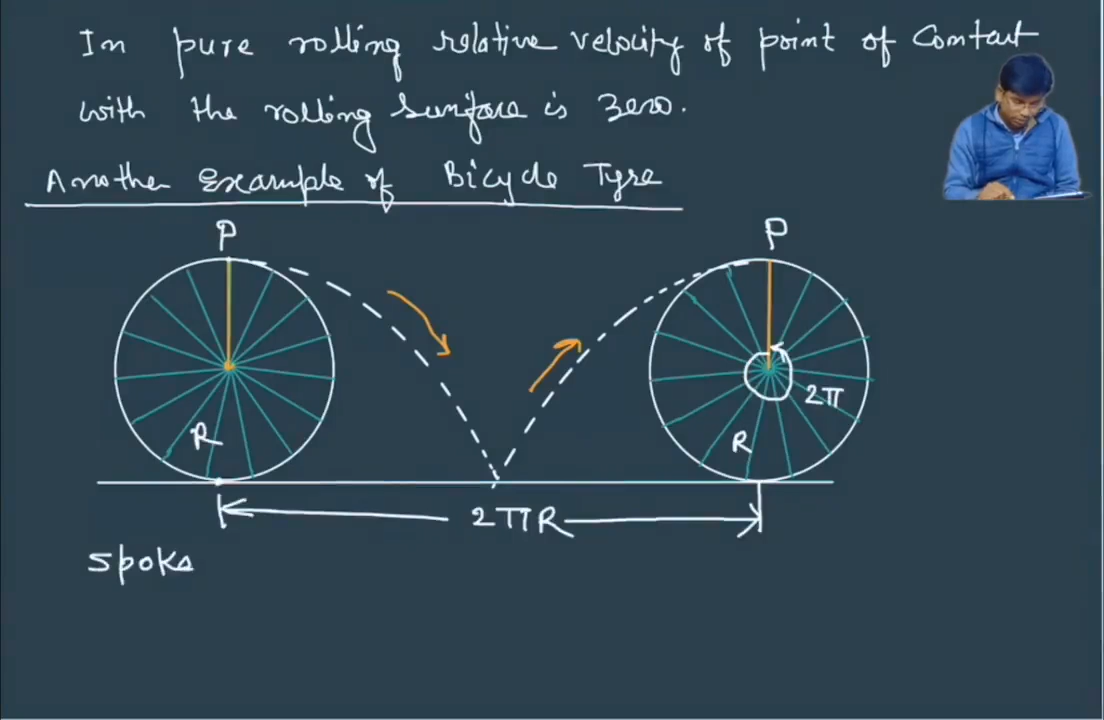 In pure rolling relative velocity of point of Contact
with the rolling surface is zero.
Another Example of Bicycle Tyre
P P
2π
R R
2πR
spoke